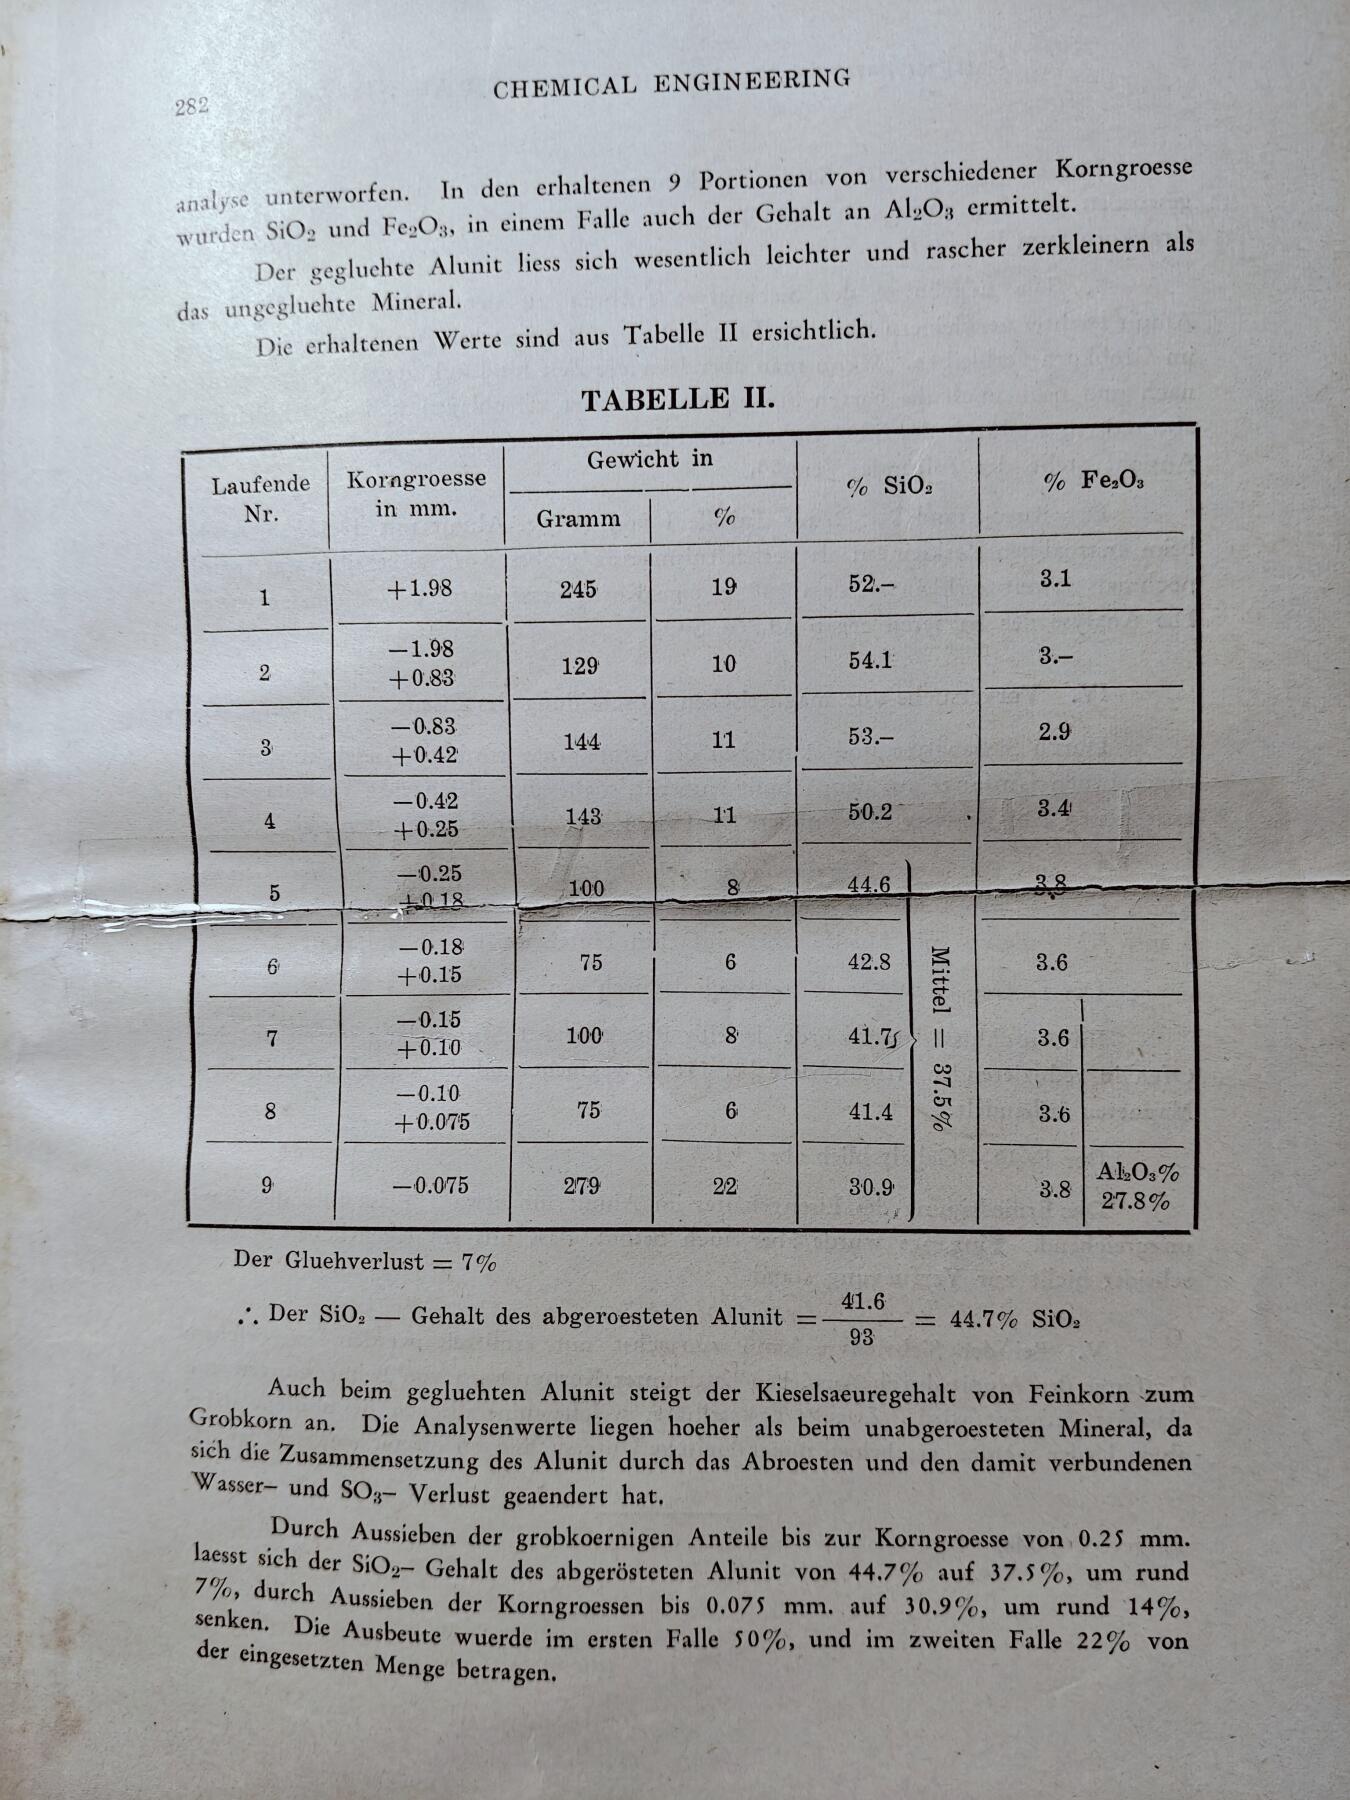 282
CHEMICAL ENGINEERING
analyse unterworfen. In den erhaltenen 9 Portionen von verschiedener Korngroesse
wurden SiO₂ und Fe₂O₃, in einem Falle auch der Gehalt an Al₂O₃ ermittelt.
Der gegluehte Alunit liess sich wesentlich leichter und rascher zerkleinern als
das ungegluehte Mineral.
Die erhaltenen Werte sind aus Tabelle II ersichtlich.
TABELLE II.
Laufende Nr. | Korngroesse in mm. | Gewicht in Gramm | Gewicht in % | % SiO₂ | % Fe₂O₃
1 | +1.98 | 245 | 19 | 52.– | 3.1
2 | −1.98 +0.83 | 129 | 10 | 54.1 | 3.–
3 | −0.83 +0.42 | 144 | 11 | 53.– | 2.9
4 | −0.42 +0.25 | 143 | 11 | 50.2 | 3.4
5 | −0.25 +0.18 | 100 | 8 | 44.6 | 3.8
6 | −0.18 +0.15 | 75 | 6 | 42.8 | 3.6
7 | −0.15 +0.10 | 100 | 8 | 41.7 | 3.6
8 | −0.10 +0.075 | 75 | 6 | 41.4 | 3.6
9 | −0.075 | 279 | 22 | 30.9 | 3.8 | Al₂O₃% 27.8%
Mittel = 37.5%
Der Gluehverlust = 7%
∴ Der SiO₂ — Gehalt des abgeroesteten Alunit = 41.6 / 93 = 44.7% SiO₂
Auch beim gegluehten Alunit steigt der Kieselsaeuregehalt von Feinkorn zum
Grobkorn an. Die Analysenwerte liegen hoeher als beim unabgeroesteten Mineral, da
sich die Zusammensetzung des Alunit durch das Abroesten und den damit verbundenen
Wasser– und SO₃– Verlust geaendert hat.
Durch Aussieben der grobkoernigen Anteile bis zur Korngroesse von 0.25 mm.
laesst sich der SiO₂– Gehalt des abgerösteten Alunit von 44.7% auf 37.5%, um rund
7%, durch Aussieben der Korngroessen bis 0.075 mm. auf 30.9%, um rund 14%,
senken. Die Ausbeute wuerde im ersten Falle 50%, und im zweiten Falle 22% von
der eingesetzten Menge betragen.